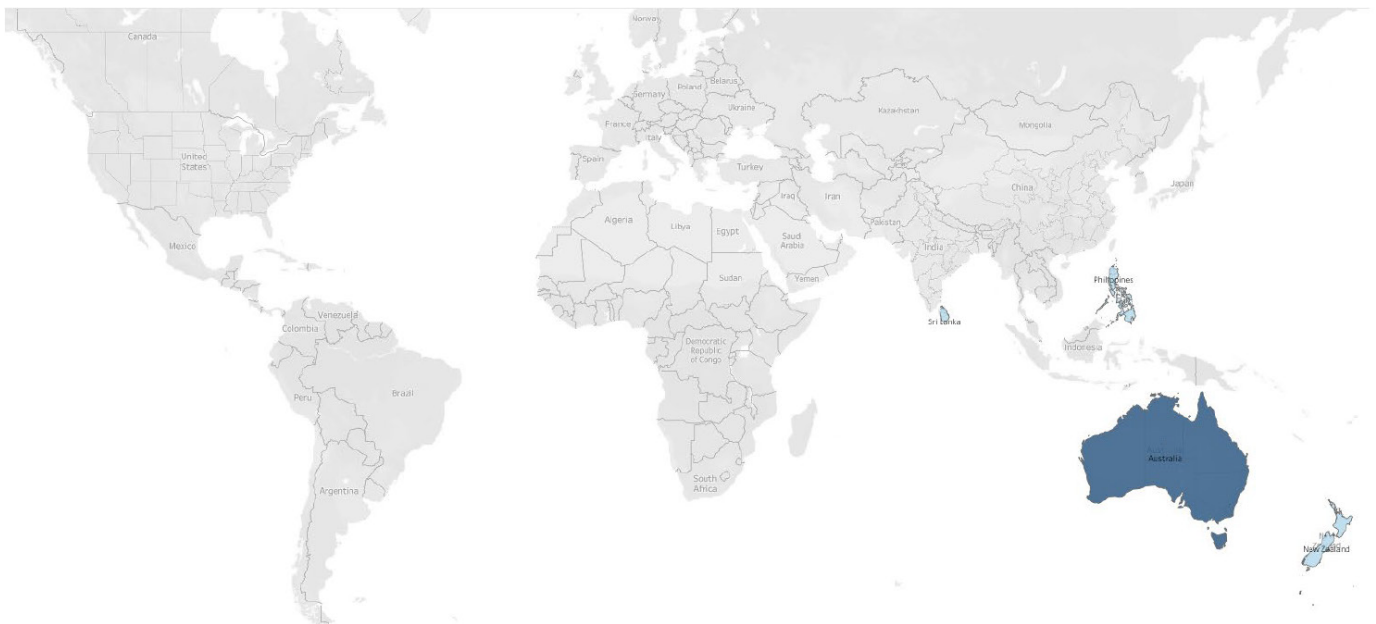 Norway
Canada
Belarus
Poland
Germany
Ukraine
Kazakhstan
France
Mongolia
Italy
United
States
Spain
Turkey
Japan
China
Iraq
Iran
Algeria
Libya
Egypt
Pakistan
Mexico
Saudi
Arabia
India
Sudan
Yemen
Philippines
Venezuela
Sri Lanka
Colombia
Democratic
Republic
of Congo
Indonesia
Peru
Brazil
Australia
South
Africa
Argentina
New Zealand